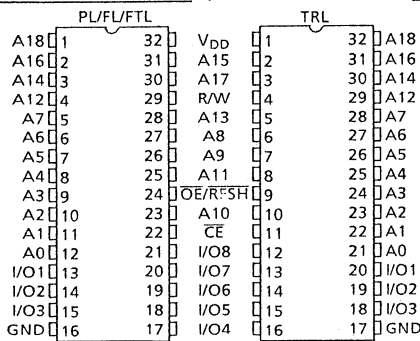 PL/FL/FTL TRL
A18 1 32 VDD 1 32 A18
A16 2 31 A15 2 31 A16
A14 3 30 A17 3 30 A14
A12 4 29 R/W 4 29 A12
A7 5 28 A13 5 28 A7
A6 6 27 A8 6 27 A6
A5 7 26 A9 7 26 A5
A4 8 25 A11 8 25 A4
A3 9 24 OE/RFSH 9 24 A3
A2 10 23 A10 10 23 A2
A1 11 22 CE 11 22 A1
A0 12 21 I/O8 12 21 A0
I/O1 13 20 I/O7 13 20 I/O1
I/O2 14 19 I/O6 14 19 I/O2
I/O3 15 18 I/O5 15 18 I/O3
GND 16 17 I/O4 16 17 GND